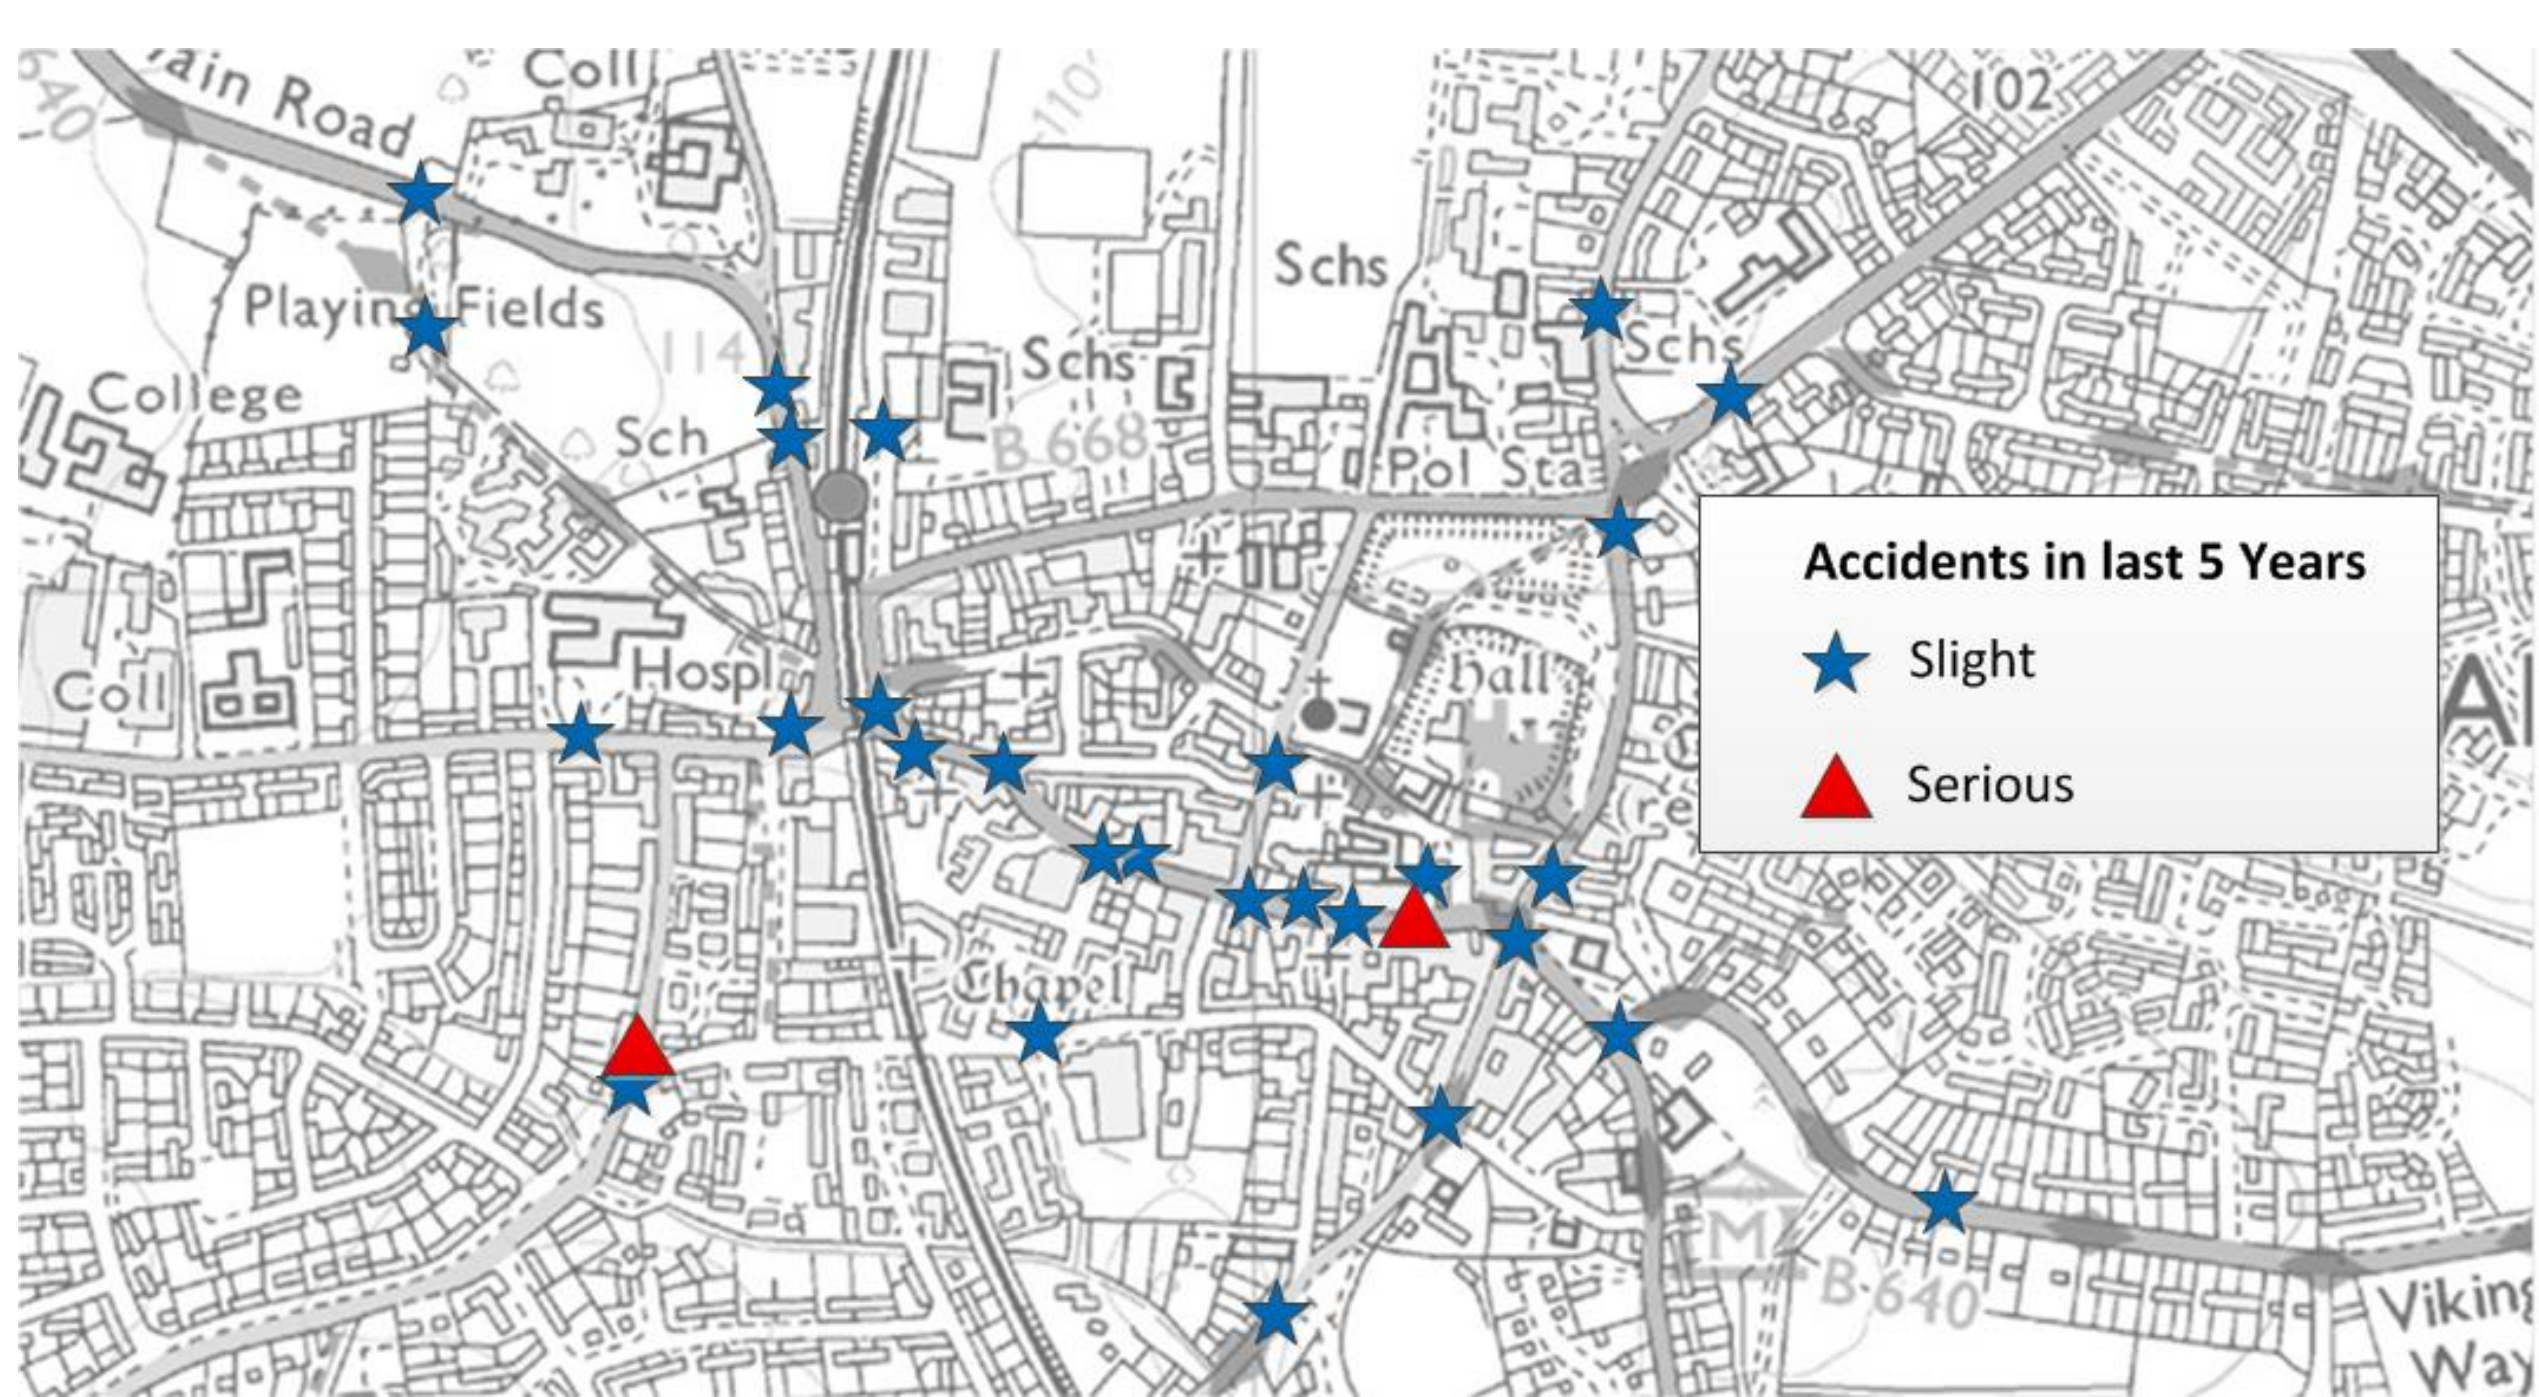 640
ain Road
Coll
110
102
Schs
Playing Fields
114
Schs
Schs
College
Sch
B 668
Pol Sta
Accidents in last 5 Years
Slight
Serious
Hospl
Hall
Coll
Chapel
M
B 640
Viking
Way